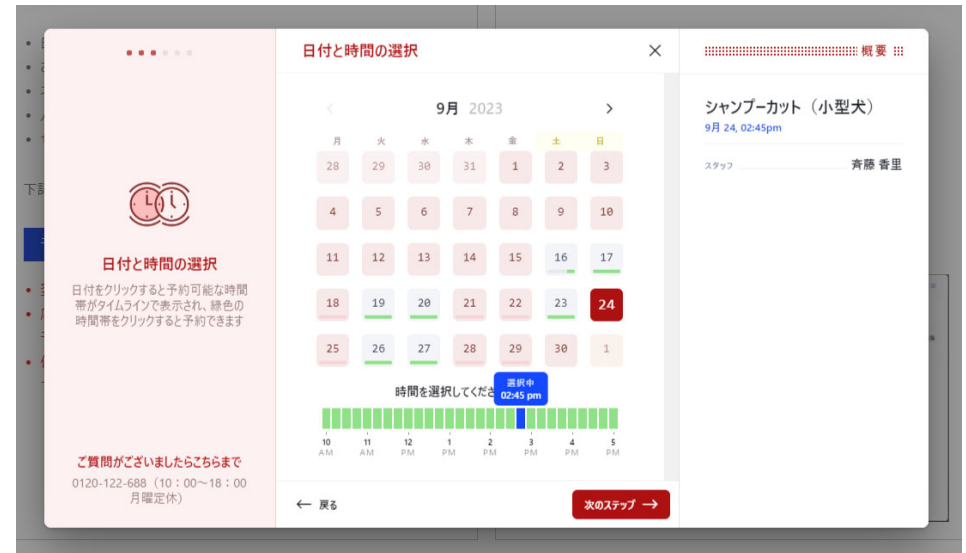 日付と時間の選択
日付をクリックすると予約可能な時間
帯がタイムラインで表示され、緑色の
時間帯をクリックすると予約できます
ご質問がございましたらこちらまで
0120-122-688（10：00～18：00
月曜定休）
日付と時間の選択
9月 2023
月 火 水 木 金 土 日
28 29 30 31 1 2 3
4 5 6 7 8 9 10
11 12 13 14 15 16 17
18 19 20 21 22 23 24
25 26 27 28 29 30 1
時間を選択してくださ
選択中
02:45 pm
10 11 12 1 2 3 4 5
AM AM PM PM PM PM PM PM
戻る
次のステップ
概要
シャンプーカット（小型犬）
9月 24, 02:45pm
スタッフ 斉藤 香里